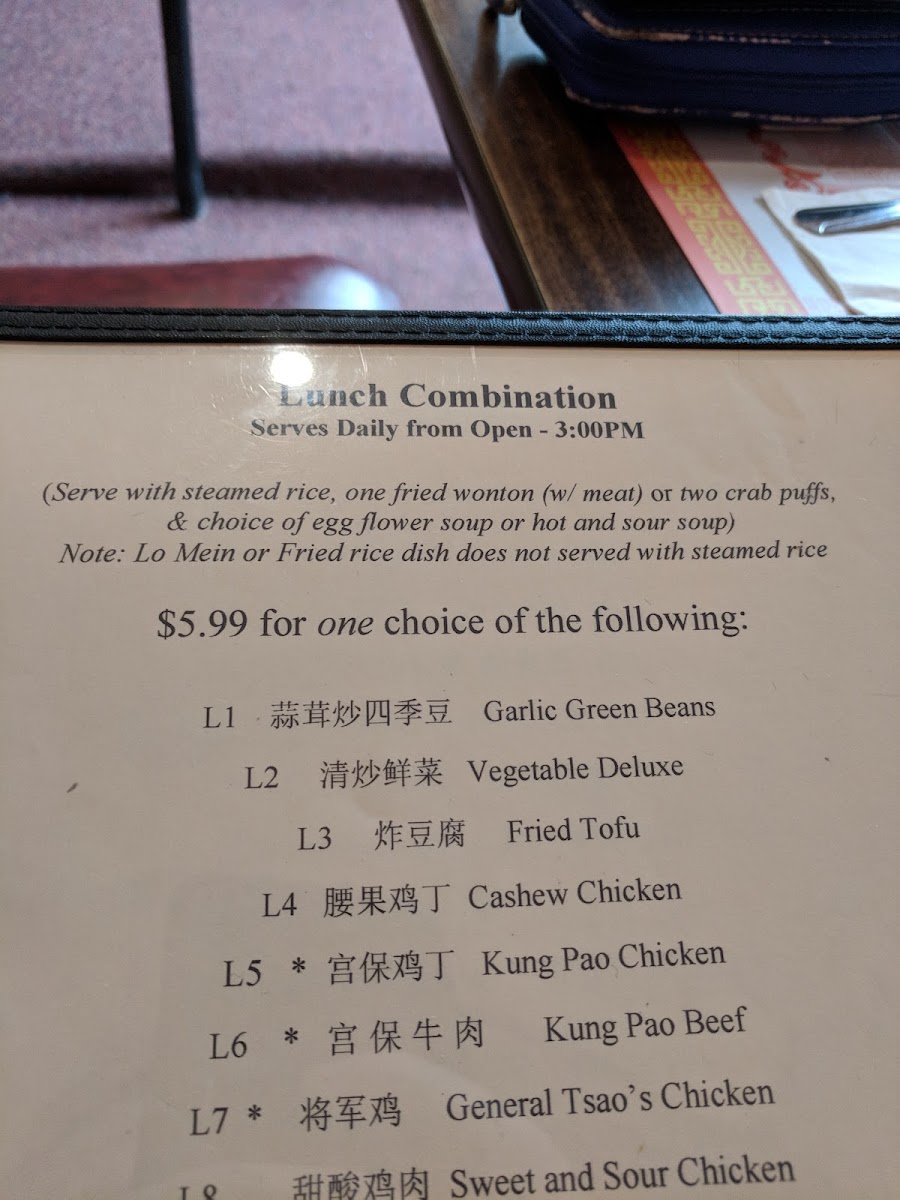 Lunch Combination
Serves Daily from Open - 3:00PM
(Serve with steamed rice, one fried wonton (w/ meat) or two crab puffs,
& choice of egg flower soup or hot and sour soup)
Note: Lo Mein or Fried rice dish does not served with steamed rice
$5.99 for one choice of the following:
L1 蒜茸炒四季豆 Garlic Green Beans
L2 清炒鲜菜 Vegetable Deluxe
L3 炸豆腐 Fried Tofu
L4 腰果鸡丁 Cashew Chicken
L5 * 宫保鸡丁 Kung Pao Chicken
L6 * 宫保牛肉 Kung Pao Beef
L7 * 将军鸡 General Tsao's Chicken
L8 甜酸鸡肉 Sweet and Sour Chicken